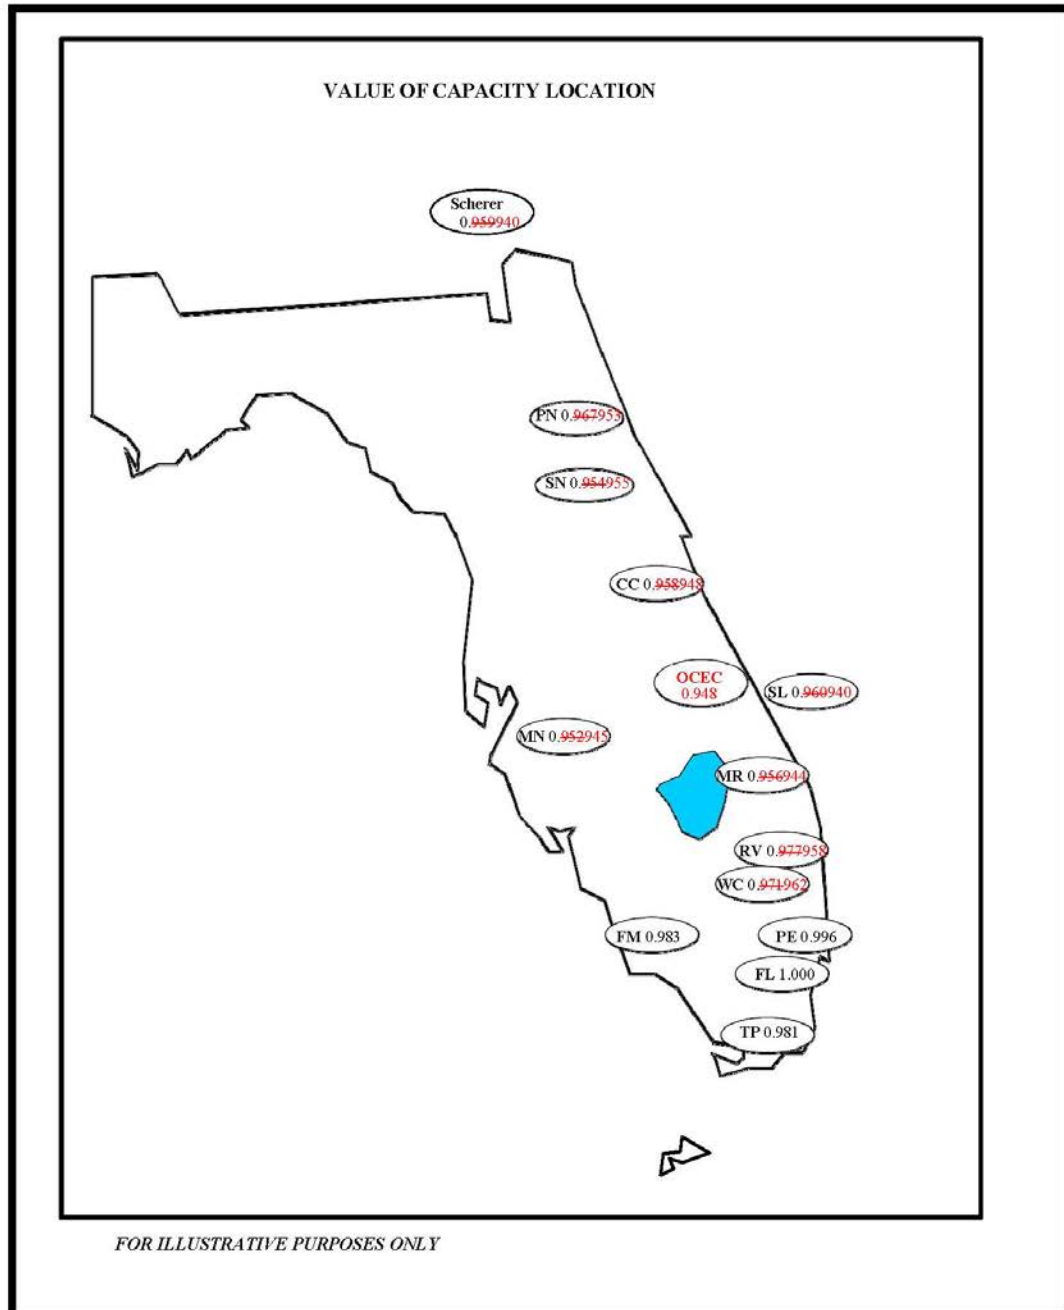 VALUE OF CAPACITY LOCATION
Scherer
0.959940
PN 0.967953
SN 0.954955
CC 0.958948
OCEC
0.948
SL 0.960940
MN 0.952945
MR 0.956944
RV 0.977958
WC 0.971962
FM 0.983
PE 0.996
FL 1.000
TP 0.981
FOR ILLUSTRATIVE PURPOSES ONLY